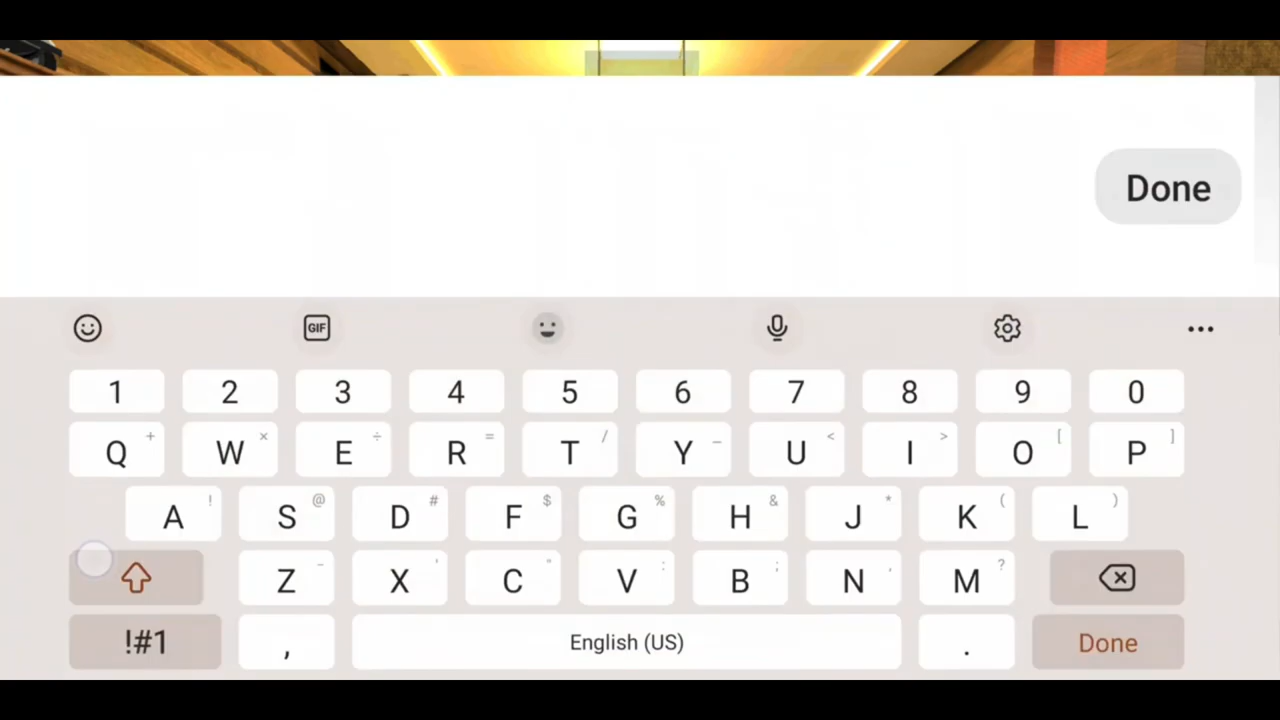 Done
GIF
1 2 3 4 5 6 7 8 9 0
Q + W × E ÷ R = T / Y _ U < I > O [ P ]
A ! S @ D # F $ G % H & J * K ( L )
Z - X ' C " V : B ; N , M ?
!#1 , English (US) . Done